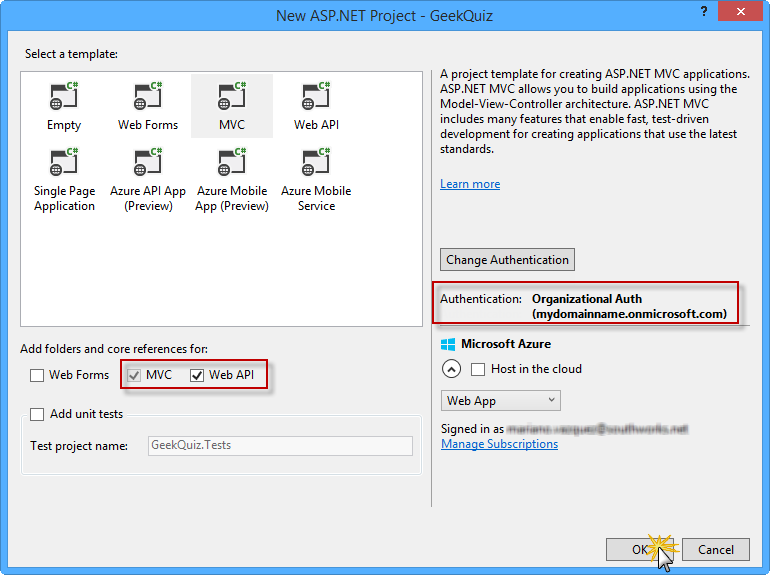 New ASP.NET Project - GeekQuiz
?
Select a template:
C#
C#
C#
C#
Empty
Web Forms
MVC
Web API
C#
C#
C#
C#
Single Page
Application
Azure API App
(Preview)
Azure Mobile
App (Preview)
Azure Mobile
Service
Add folders and core references for:
Web Forms
MVC
Web API
Add unit tests
Test project name:
GeekQuiz.Tests
A project template for creating ASP.NET MVC applications.
ASP.NET MVC allows you to build applications using the
Model-View-Controller architecture. ASP.NET MVC
includes many features that enable fast, test-driven
development for creating applications that use the latest
standards.
Learn more
Change Authentication
Authentication: Organizational Auth
(mydomainname.onmicrosoft.com)
Microsoft Azure
Host in the cloud
Web App
Signed in as
Manage Subscriptions
OK
Cancel